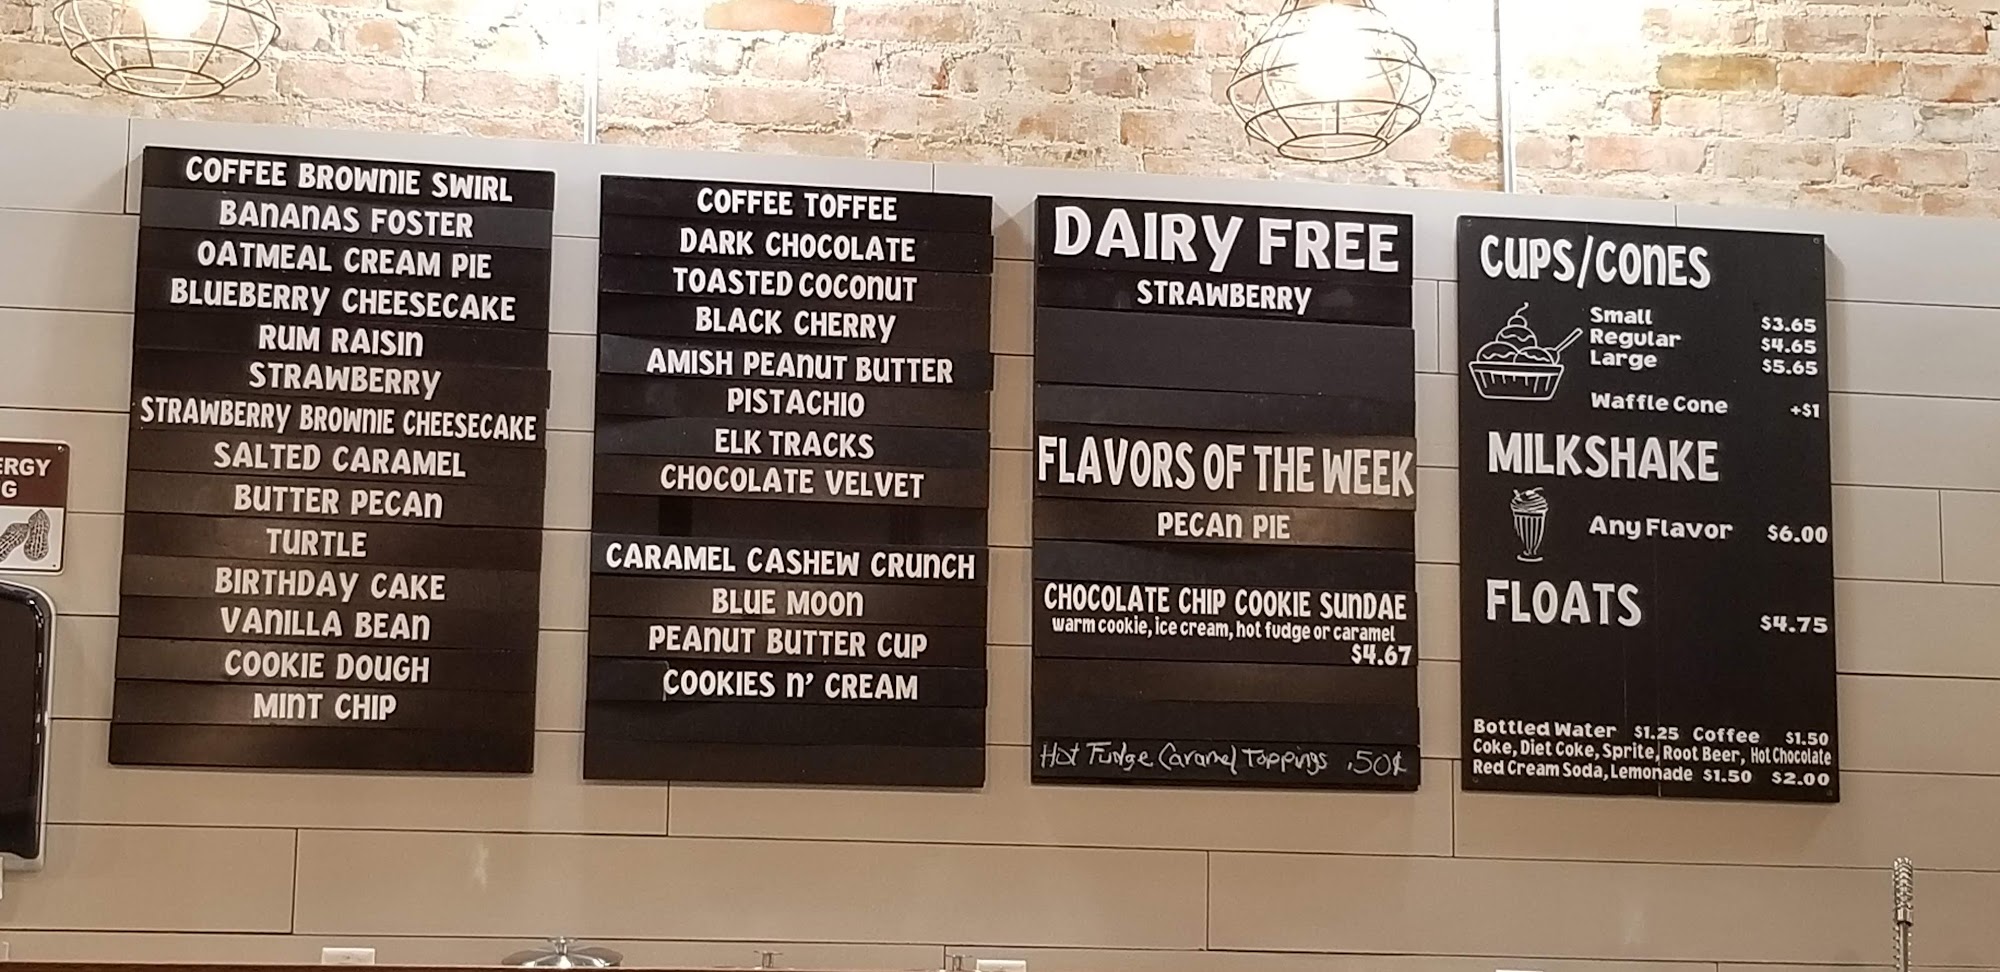 COFFEE BROWNIE SWIRL
BANANAS FOSTER
OATMEAL CREAM PIE
BLUEBERRY CHEESECAKE
RUM RAISIN
STRAWBERRY
STRAWBERRY BROWNIE CHEESECAKE
SALTED CARAMEL
BUTTER PECAN
TURTLE
BIRTHDAY CAKE
VANILLA BEAN
COOKIE DOUGH
MINT CHIP
COFFEE TOFFEE
DARK CHOCOLATE
TOASTED COCONUT
BLACK CHERRY
AMISH PEANUT BUTTER
PISTACHIO
ELK TRACKS
CHOCOLATE VELVET
CARAMEL CASHEW CRUNCH
BLUE MOON
PEANUT BUTTER CUP
COOKIES N' CREAM
DAIRY FREE
STRAWBERRY
FLAVORS OF THE WEEK
PECAN PIE
CHOCOLATE CHIP COOKIE SUNDAE
warm cookie, ice cream, hot fudge or caramel
$4.67
Hot Fudge Caramel Toppings .50¢
CUPS/CONES
Small $3.65
Regular $4.65
Large $5.65
Waffle Cone +$1
MILKSHAKE
Any Flavor $6.00
FLOATS
$4.75
Bottled Water $1.25 Coffee $1.50
Coke, Diet Coke, Sprite, Root Beer, Hot Chocolate
Red Cream Soda, Lemonade $1.50 $2.00